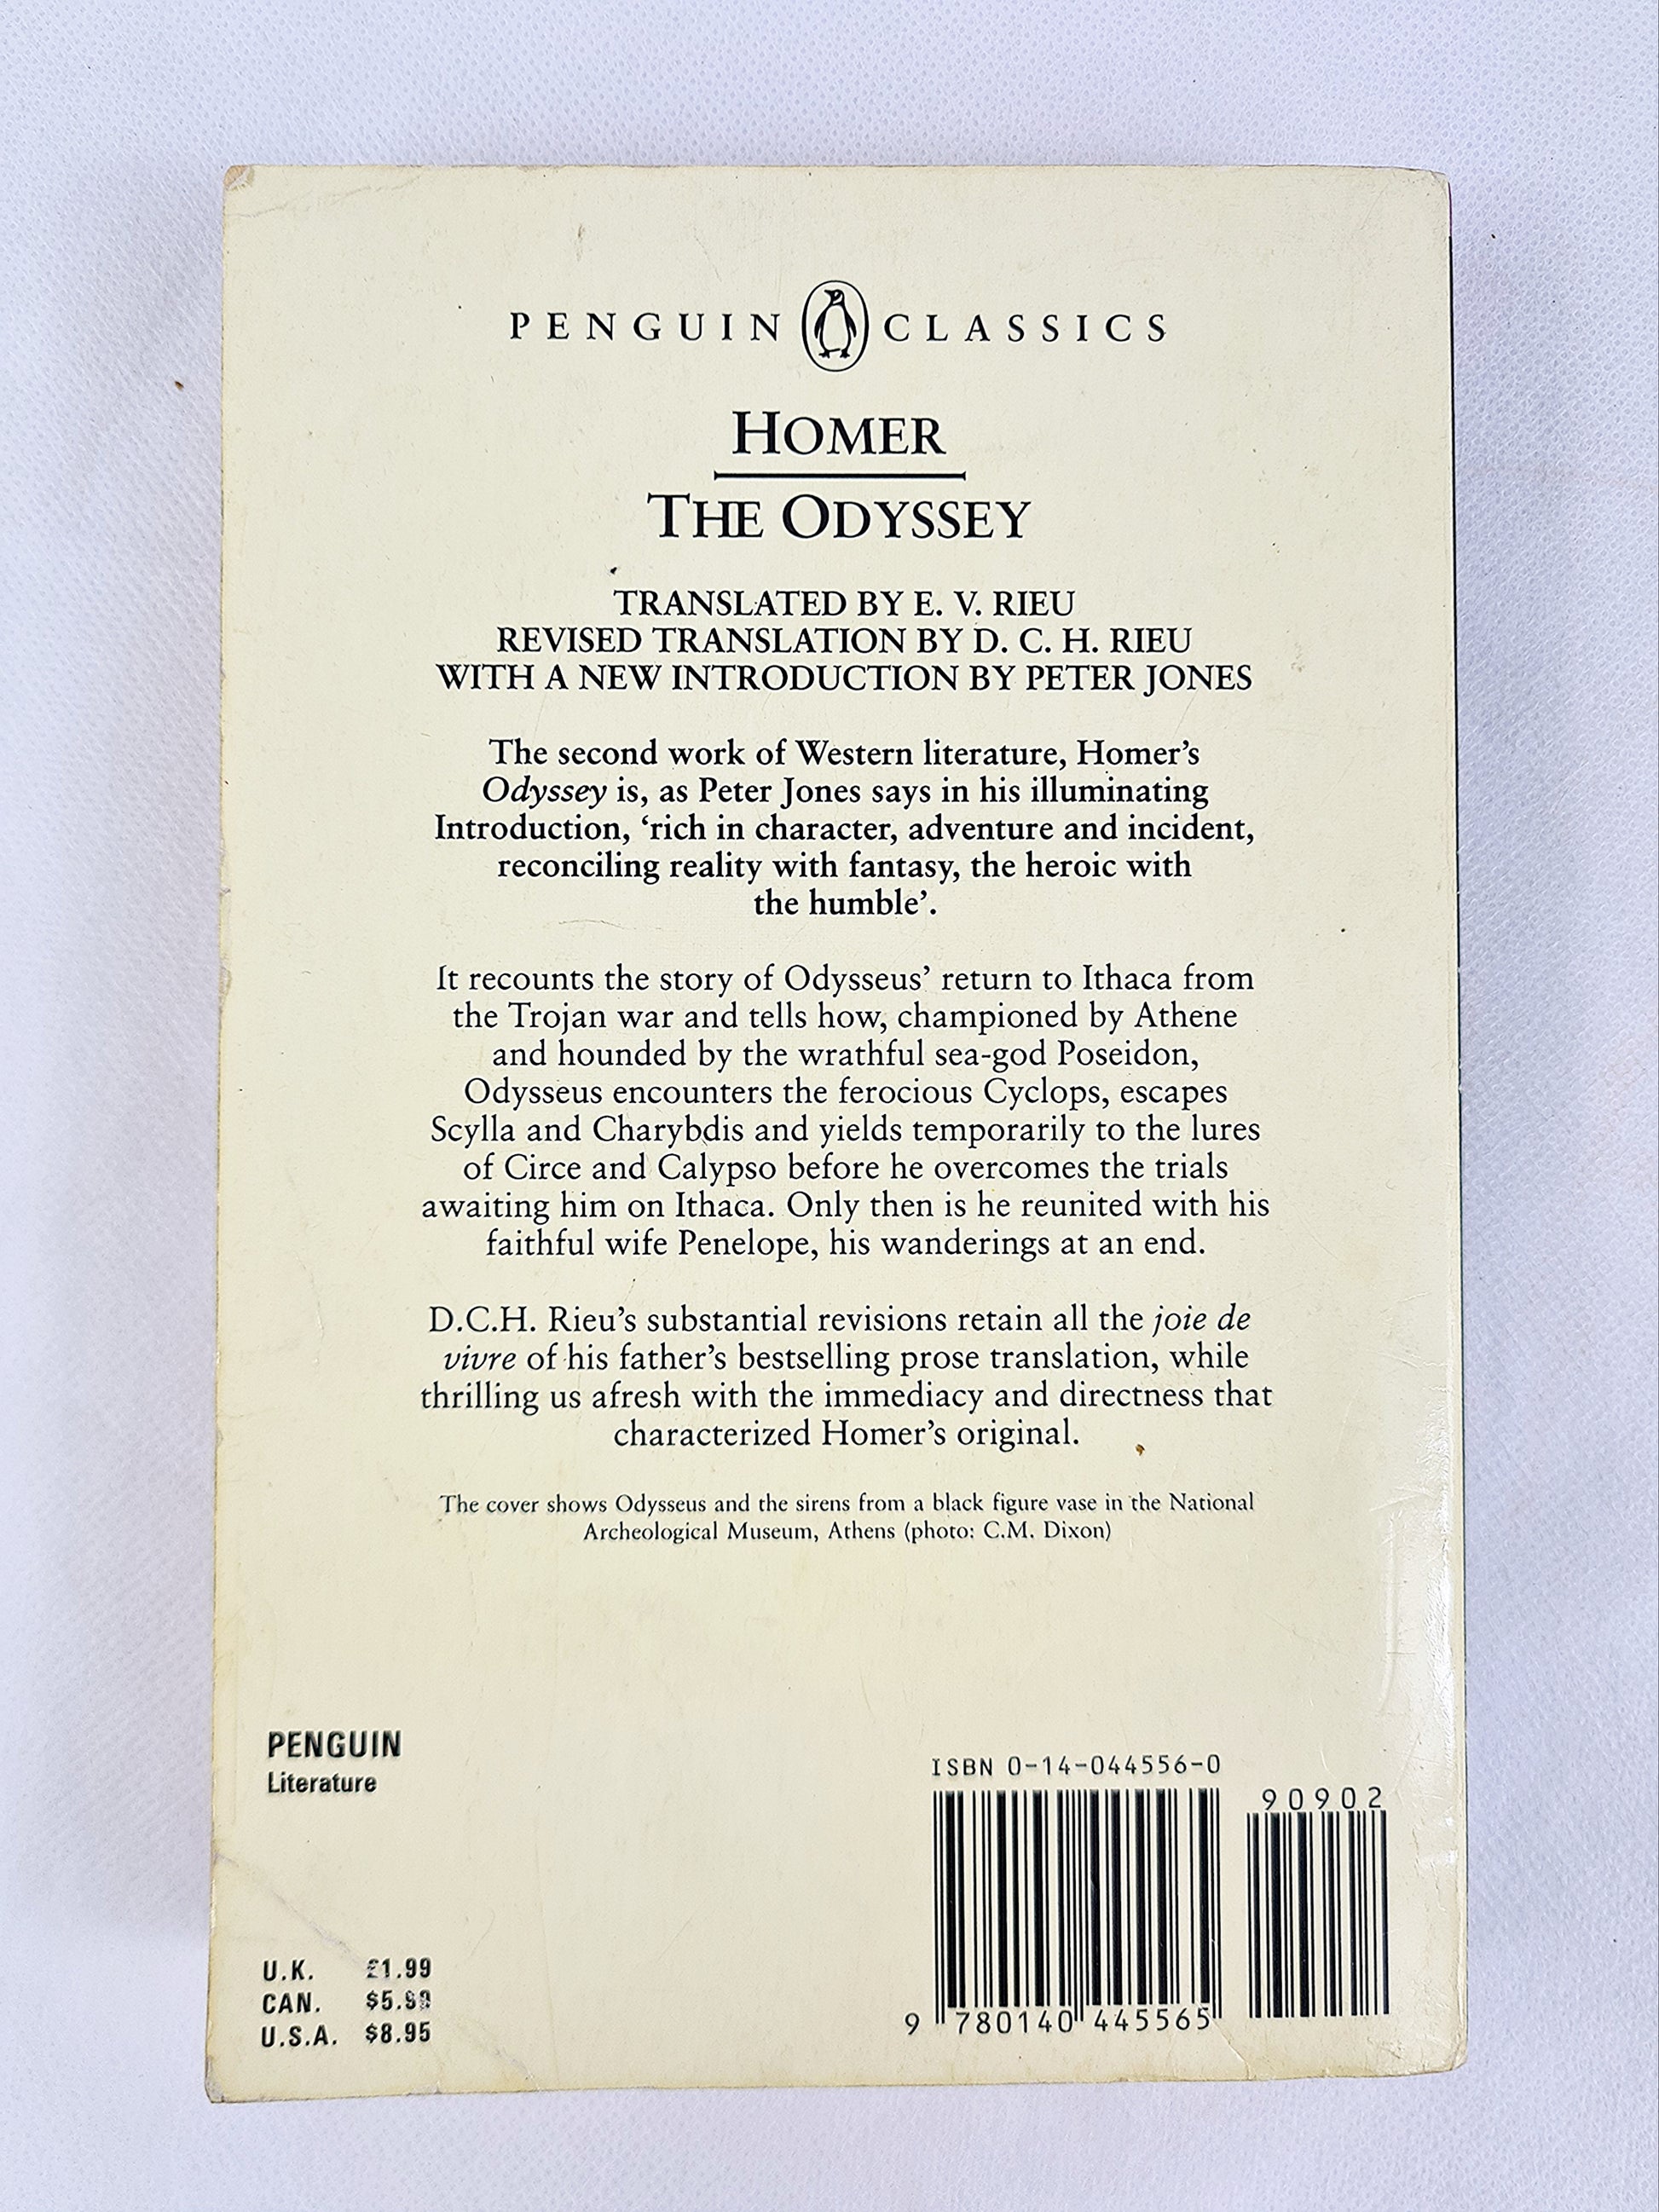 PENGUIN CLASSICS
HOMER
THE ODYSSEY
TRANSLATED BY E. V. RIEU
REVISED TRANSLATION BY D. C. H. RIEU
WITH A NEW INTRODUCTION BY PETER JONES
The second work of Western literature, Homer’s
Odyssey is, as Peter Jones says in his illuminating
Introduction, ‘rich in character, adventure and incident,
reconciling reality with fantasy, the heroic with
the humble’.
It recounts the story of Odysseus’ return to Ithaca from
the Trojan war and tells how, championed by Athene
and hounded by the wrathful sea-god Poseidon,
Odysseus encounters the ferocious Cyclops, escapes
Scylla and Charybdis and yields temporarily to the lures
of Circe and Calypso before he overcomes the trials
awaiting him on Ithaca. Only then is he reunited with his
faithful wife Penelope, his wanderings at an end.
D.C.H. Rieu’s substantial revisions retain all the joie de
vivre of his father’s bestselling prose translation, while
thrilling us afresh with the immediacy and directness that
characterized Homer’s original.
The cover shows Odysseus and the sirens from a black figure vase in the National
Archeological Museum, Athens (photo: C.M. Dixon)
PENGUIN
Literature
U.K. £1.99
CAN. $5.99
U.S.A. $8.95
ISBN 0-14-044556-0
90902
9 780140 445565